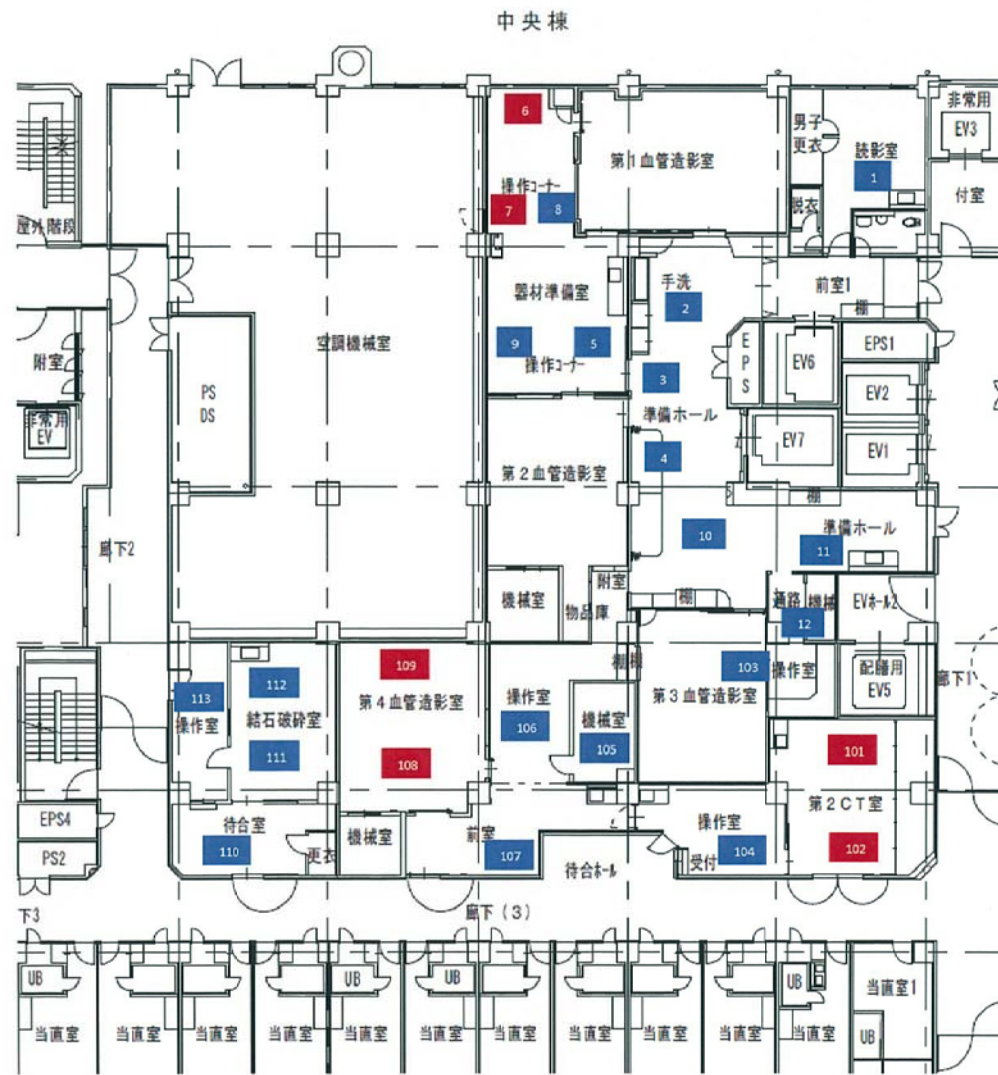 中央棟
非常用
EV3
付室
男子
更衣
読影室
1
脱衣
第1血管造影室
6
操作コーナー
7
8
屋外階段
手洗
2
前室1
棚
器材準備室
9
5
操作コーナー
空調機械室
PS
DS
附室
非常用
EV
3
準備ホール
4
EPS
EV6
EPS1
EV2
EV7
EV1
第2血管造影室
棚
10
準備ホール
11
廊下2
機械室
物品庫
附室
棚
通路
機械
12
EVホール2
配膳用
EV5
廊下1
操作室
103
第3血管造影室
棚
棚
109
第4血管造影室
108
操作室
106
機械室
105
112
113
操作室
結石破砕室
111
101
第2CT室
102
EPS4
PS2
待合室
110
更衣
機械室
前室
107
待合ホール
操作室
104
受付
下3
廊下(3)
UB
UB
UB
UB
当直室1
UB
当直室
当直室
当直室
当直室
当直室
当直室
当直室
当直室
当直室
当直室
当直室